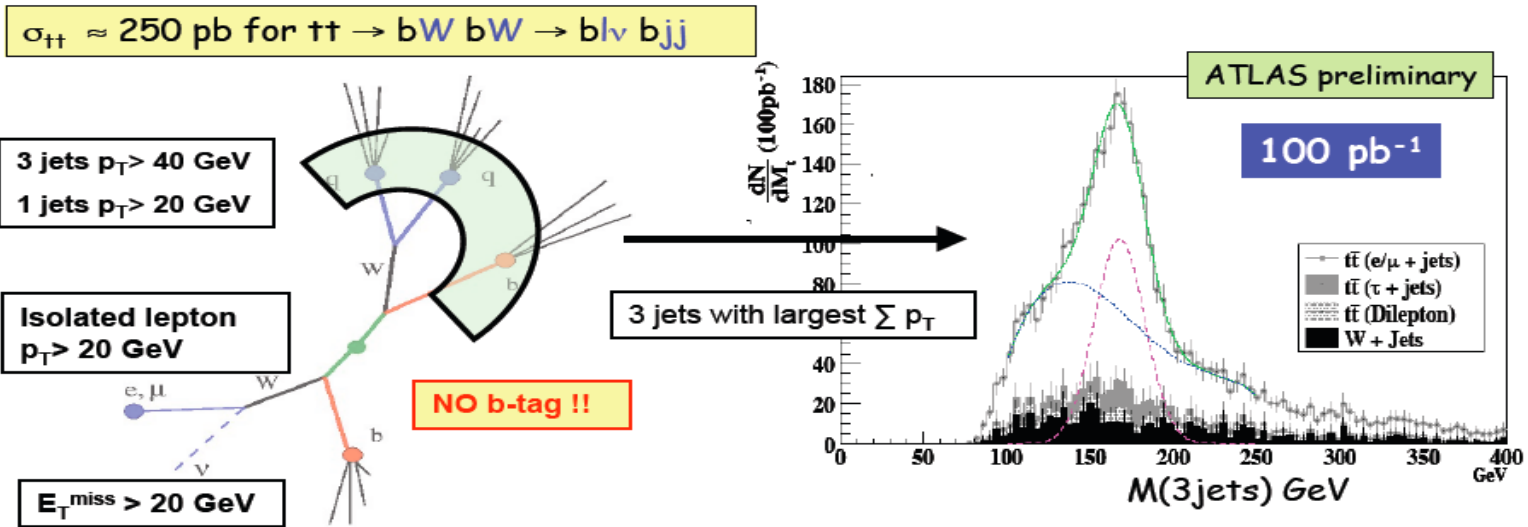 σtt ≈ 250 pb for tt → bW bW → blν bjj
3 jets pT> 40 GeV
1 jets pT> 20 GeV
Isolated lepton
pT> 20 GeV
ETmiss > 20 GeV
NO b-tag !!
q
q
W
b
W
e, μ
ν
b
3 jets with largest ∑ pT
ATLAS preliminary
100 pb-1
dN
dMt
(100pb-1)
180
160
140
120
100
80
60
40
20
0
tt̄ (e/μ + jets)
tt̄ (τ + jets)
tt̄ (Dilepton)
W + Jets
0 50 100 150 200 250 300 350 400
GeV
M(3jets) GeV